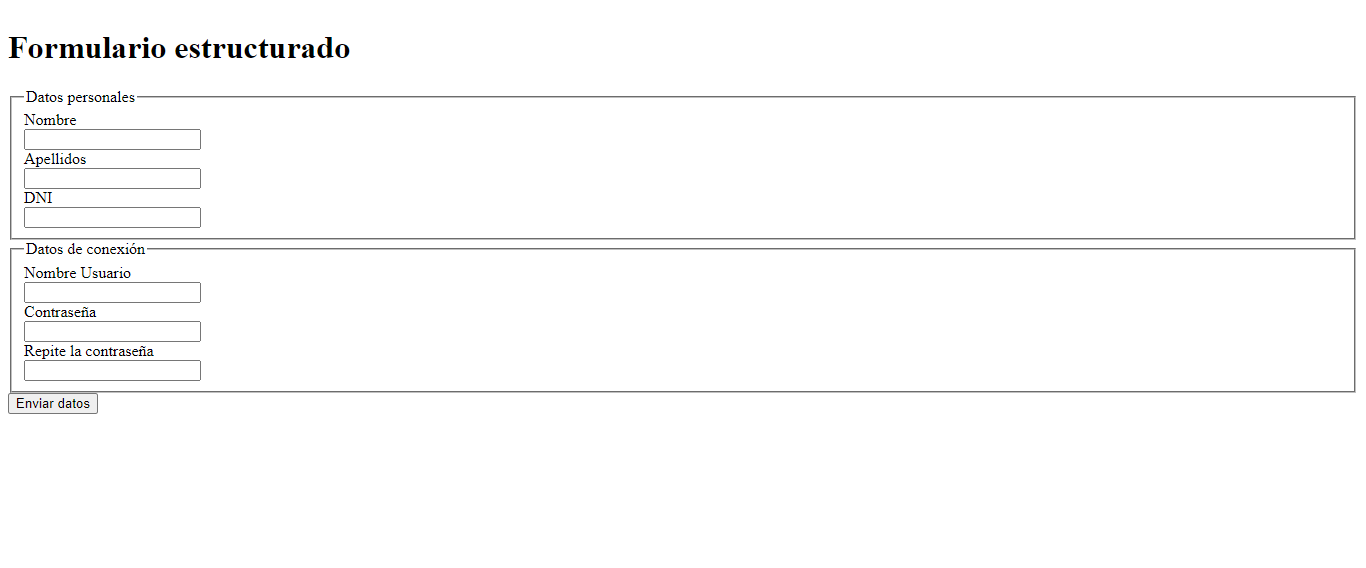 Formulario estructurado
Datos personales
Nombre
Apellidos
DNI
Datos de conexión
Nombre Usuario
Contraseña
Repite la contraseña
Enviar datos